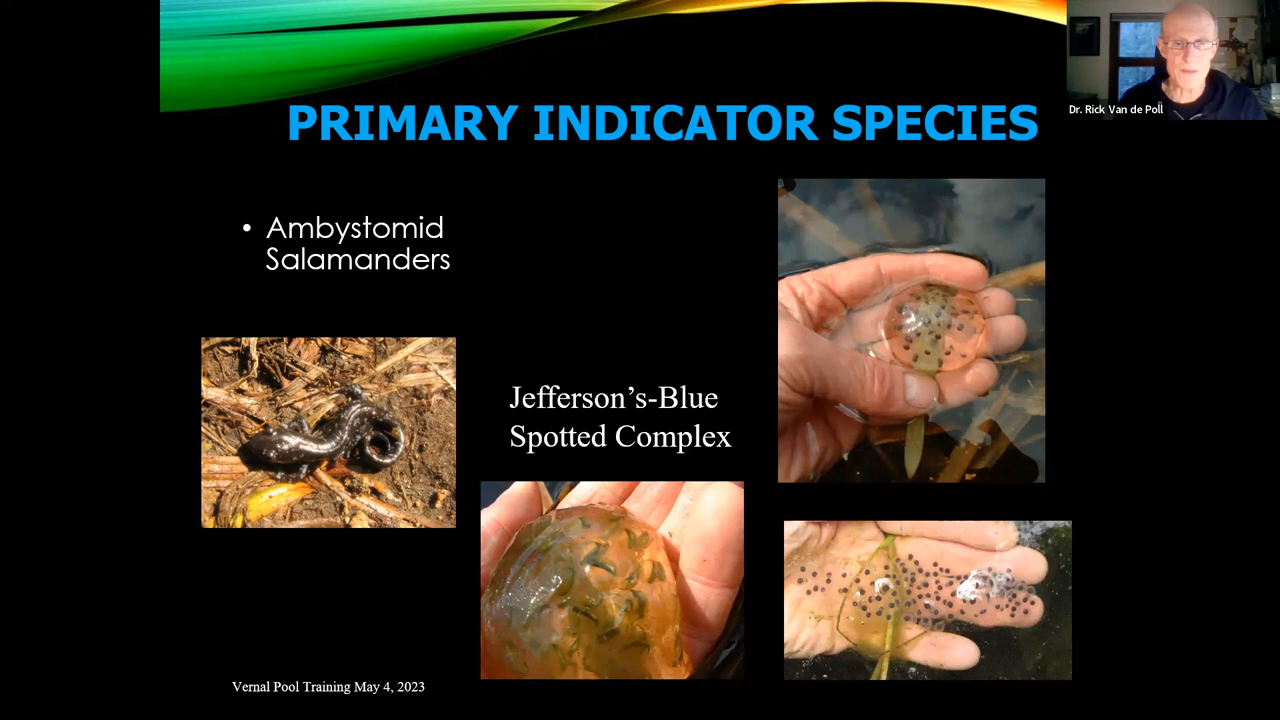 Dr. Rick Van de Poll
PRIMARY INDICATOR SPECIES
• Ambystomid
Salamanders
Jefferson’s-Blue
Spotted Complex
Vernal Pool Training May 4, 2023